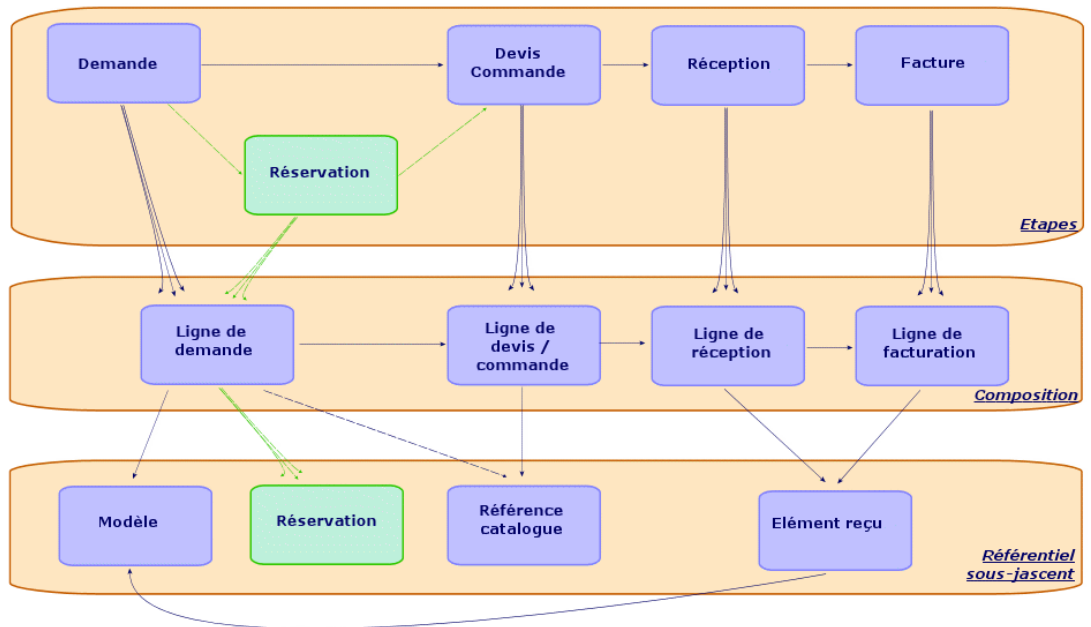 Demande
Devis
Commande
Réception
Facture
Réservation
Etapes
Ligne de
demande
Ligne de
devis /
commande
Ligne de
réception
Ligne de
facturation
Composition
Modèle
Réservation
Référence
catalogue
Elément reçu
Référentiel
sous-jascent